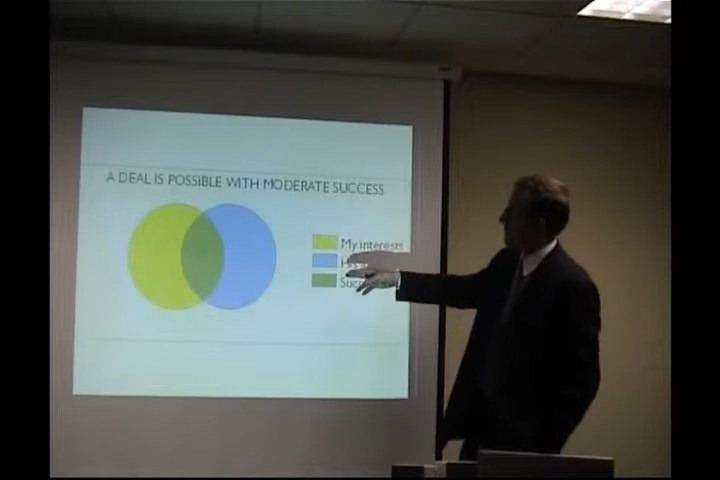 A DEAL IS POSSIBLE WITH MODERATE SUCCESS
My interests